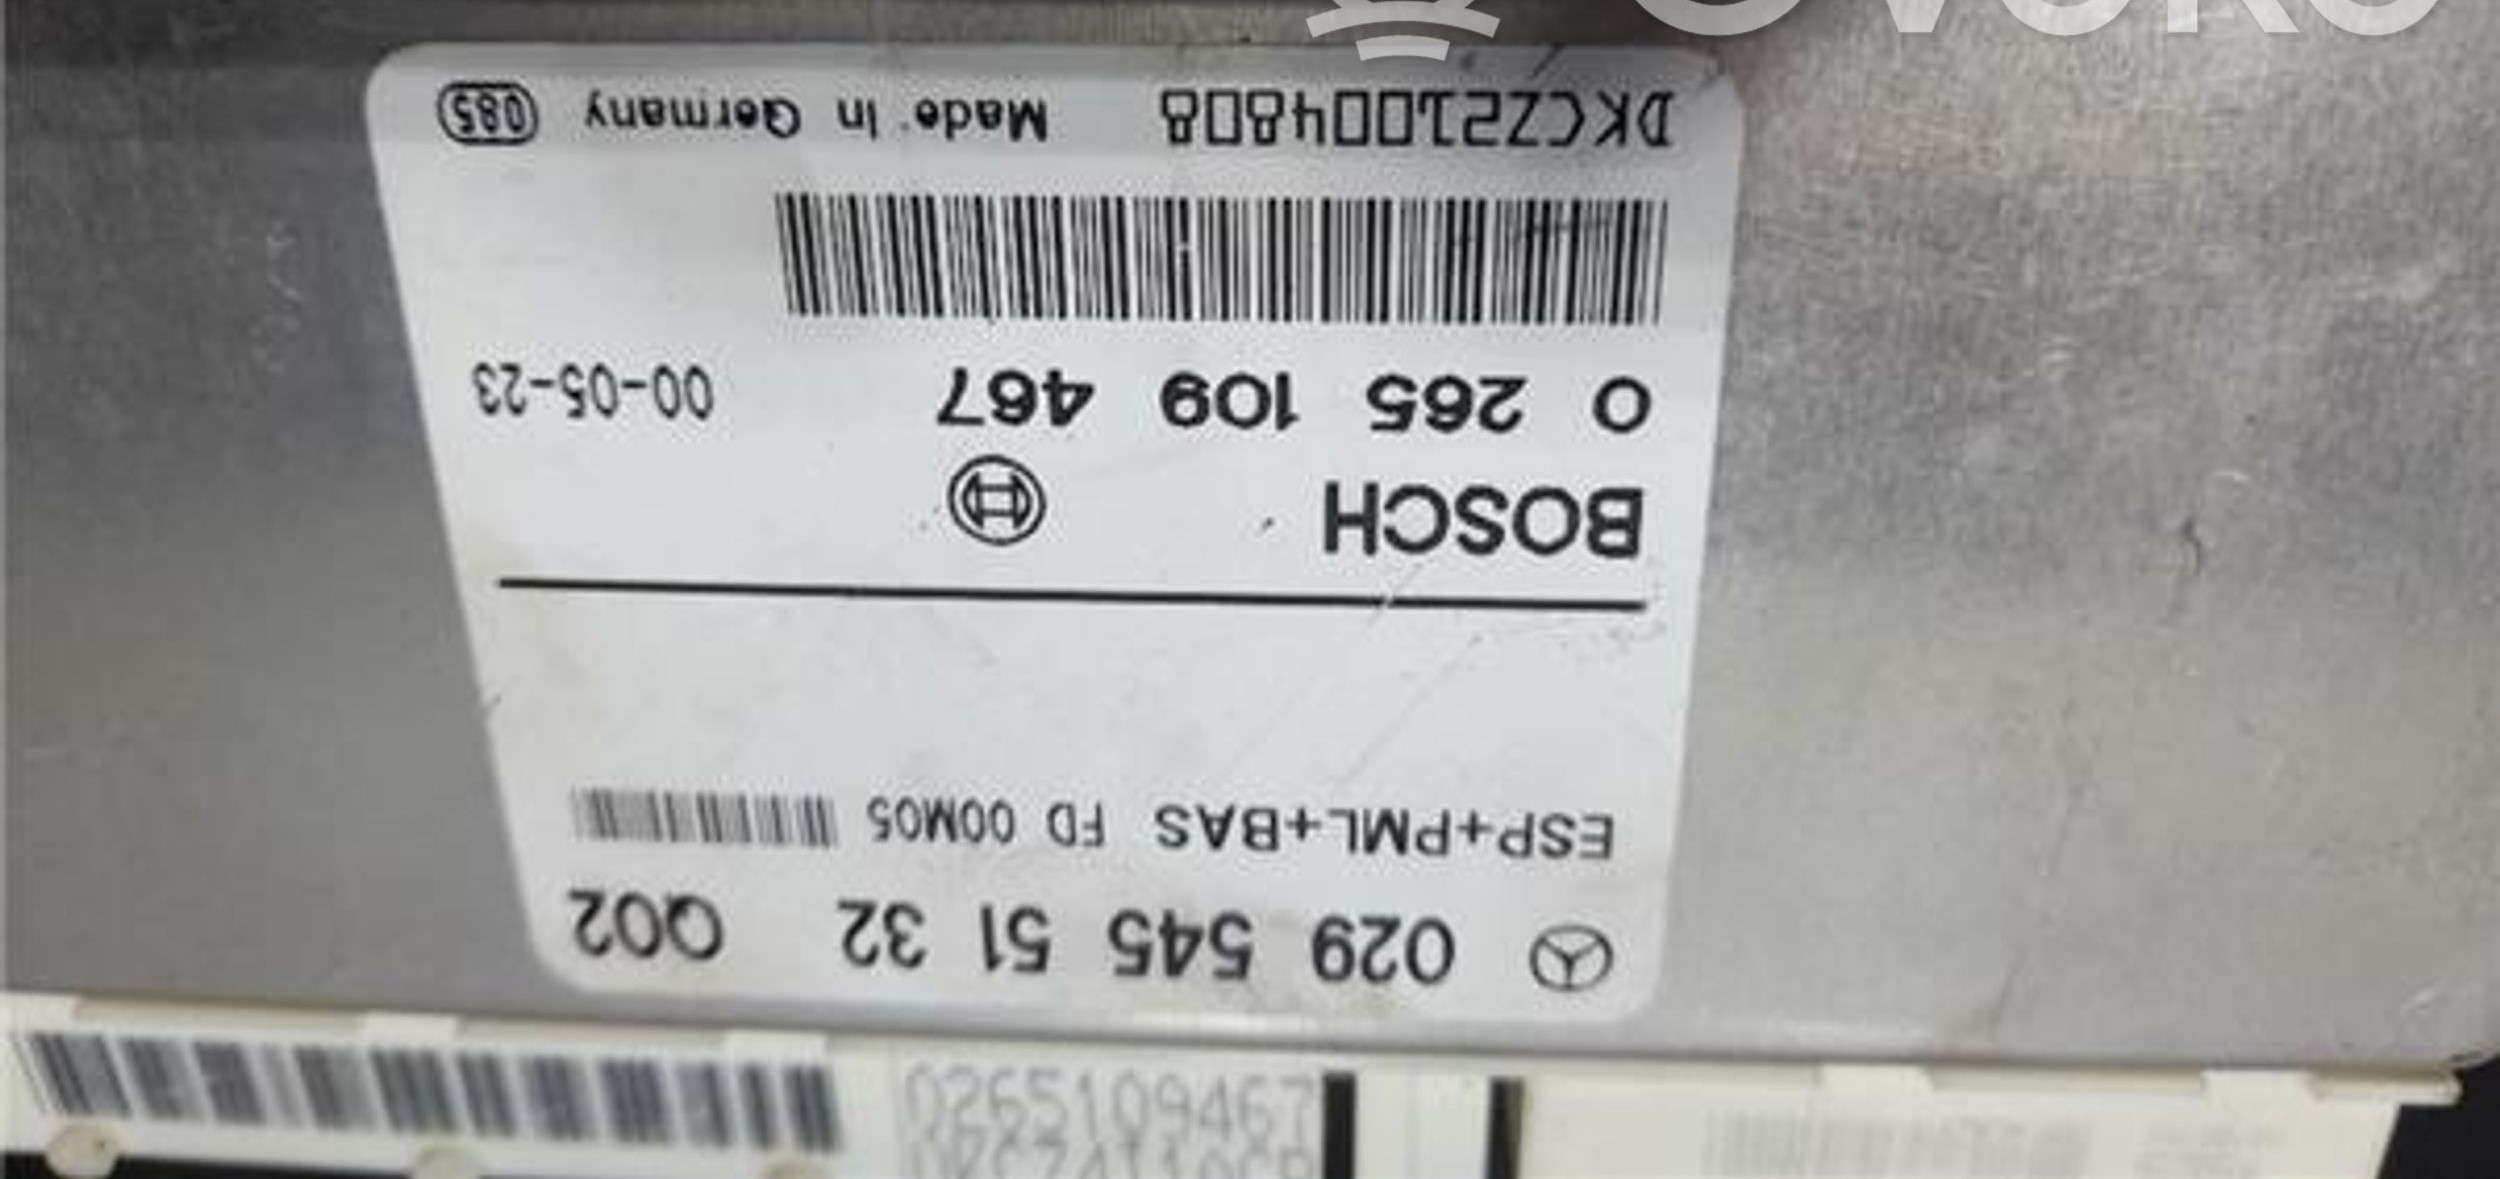 029 545 51 32 Q02
ESP+PML+BAS FD 00M05
BOSCH
0 265 109 467 00-05-23
DKCZ21004808 Made in Germany 085
0265109467